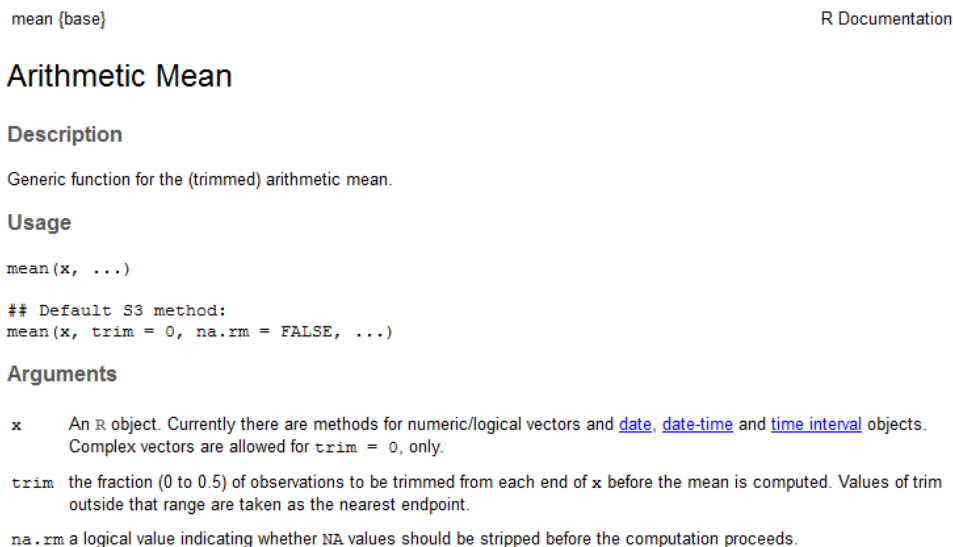 mean {base} R Documentation
Arithmetic Mean
Description
Generic function for the (trimmed) arithmetic mean.
Usage
mean(x, ...)
## Default S3 method:
mean(x, trim = 0, na.rm = FALSE, ...)
Arguments
x An R object. Currently there are methods for numeric/logical vectors and date, date-time and time interval objects.
Complex vectors are allowed for trim = 0, only.
trim the fraction (0 to 0.5) of observations to be trimmed from each end of x before the mean is computed. Values of trim
outside that range are taken as the nearest endpoint.
na.rm a logical value indicating whether NA values should be stripped before the computation proceeds.